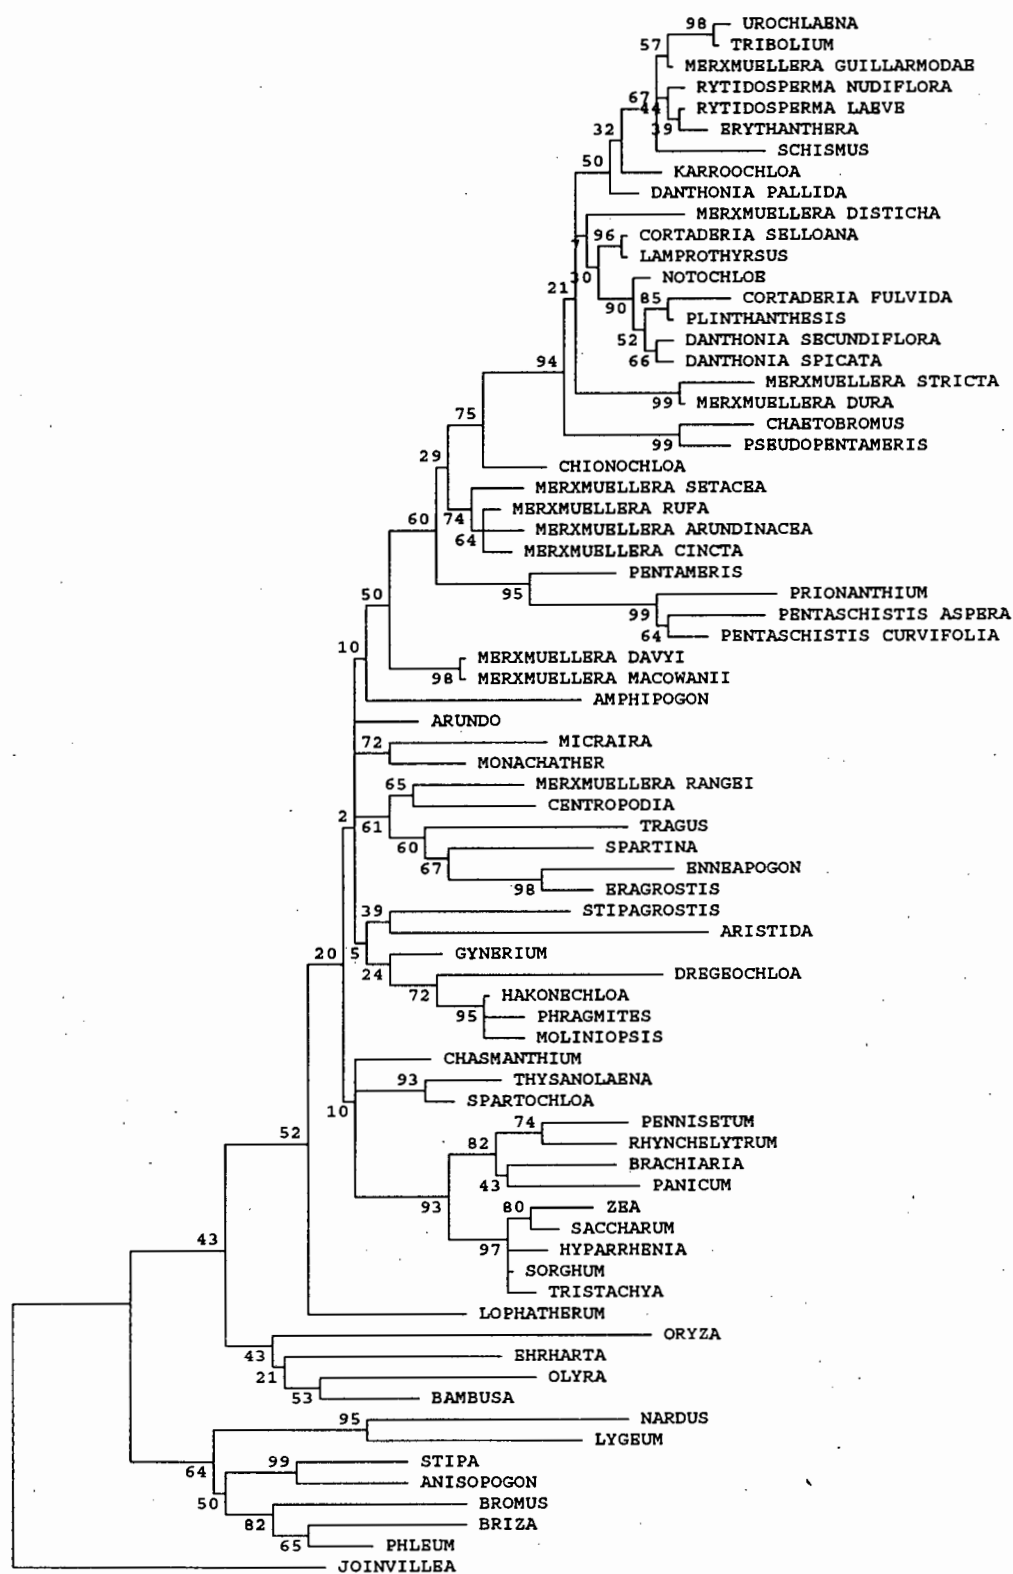 98 UROCHLAENA
57 TRIBOLIUM
MERXMUELLERA GUILLARMODAE
RYTIDOSPERMA NUDIFLORA
67 44 RYTIDOSPERMA LAEVE
32 39 ERYTHANTHERA
SCHISMUS
50 KARROOCHLOA
DANTHONIA PALLIDA
MERXMUELLERA DISTICHA
7 96 CORTADERIA SELLOANA
LAMPROTHYRSUS
30 NOTOCHLOE
21 85 CORTADERIA FULVIDA
90 PLINTHANTHESIS
52 DANTHONIA SECUNDIFLORA
94 66 DANTHONIA SPICATA
MERXMUELLERA STRICTA
99 MERXMUELLERA DURA
75 CHAETOBROMUS
99 PSEUDOPENTAMERIS
29 CHIONOCHLOA
MERXMUELLERA SETACEA
60 74 MERXMUELLERA RUFA
64 MERXMUELLERA ARUNDINACEA
MERXMUELLERA CINCTA
PENTAMERIS
50 95 PRIONANTHIUM
99 PENTASCHISTIS ASPERA
64 PENTASCHISTIS CURVIFOLIA
10 MERXMUELLERA DAVYI
98 MERXMUELLERA MACOWANII
AMPHIPOGON
ARUNDO
72 MICRAIRA
MONACHATHER
65 MERXMUELLERA RANGEI
CENTROPODIA
2 61 TRAGUS
60 SPARTINA
67 ENNEAPOGON
98 ERAGROSTIS
39 STIPAGROSTIS
ARISTIDA
20 5 GYNERIUM
24 DREGEOCHLOA
72 HAKONECHLOA
95 PHRAGMITES
MOLINIOPSIS
CHASMANTHIUM
93 THYSANOLAENA
10 SPARTOCHLOA
52 74 PENNISETUM
82 RHYNCHELYTRUM
BRACHIARIA
43 PANICUM
93 80 ZEA
SACCHARUM
43 97 HYPARRHENIA
SORGHUM
TRISTACHYA
LOPHATHERUM
ORYZA
43 EHRHARTA
21 OLYRA
53 BAMBUSA
95 NARDUS
LYGEUM
64 99 STIPA
ANISOPOGON
50 BROMUS
82 BRIZA
65 PHLEUM
JOINVILLEA